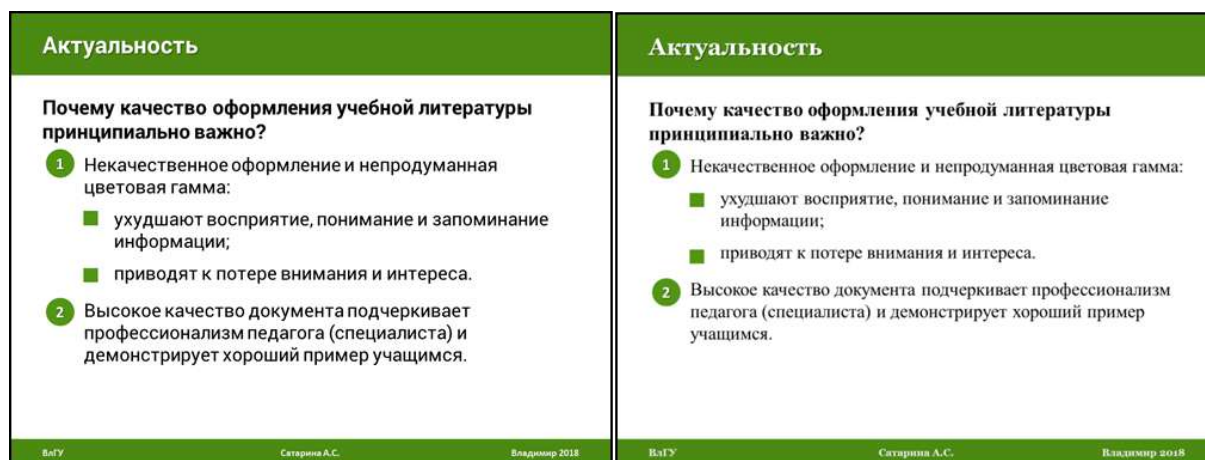 Актуальность
Почему качество оформления учебной литературы
принципиально важно?
1 Некачественное оформление и непродуманная
цветовая гамма:
ухудшают восприятие, понимание и запоминание
информации;
приводят к потере внимания и интереса.
2 Высокое качество документа подчеркивает
профессионализм педагога (специалиста) и
демонстрирует хороший пример учащимся.
ВлГУ Сатарина А.С. Владимир 2018
Актуальность
Почему качество оформления учебной литературы
принципиально важно?
1 Некачественное оформление и непродуманная цветовая гамма:
ухудшают восприятие, понимание и запоминание
информации;
приводят к потере внимания и интереса.
2 Высокое качество документа подчеркивает профессионализм
педагога (специалиста) и демонстрирует хороший пример
учащимся.
ВлГУ Сатарина А.С. Владимир 2018